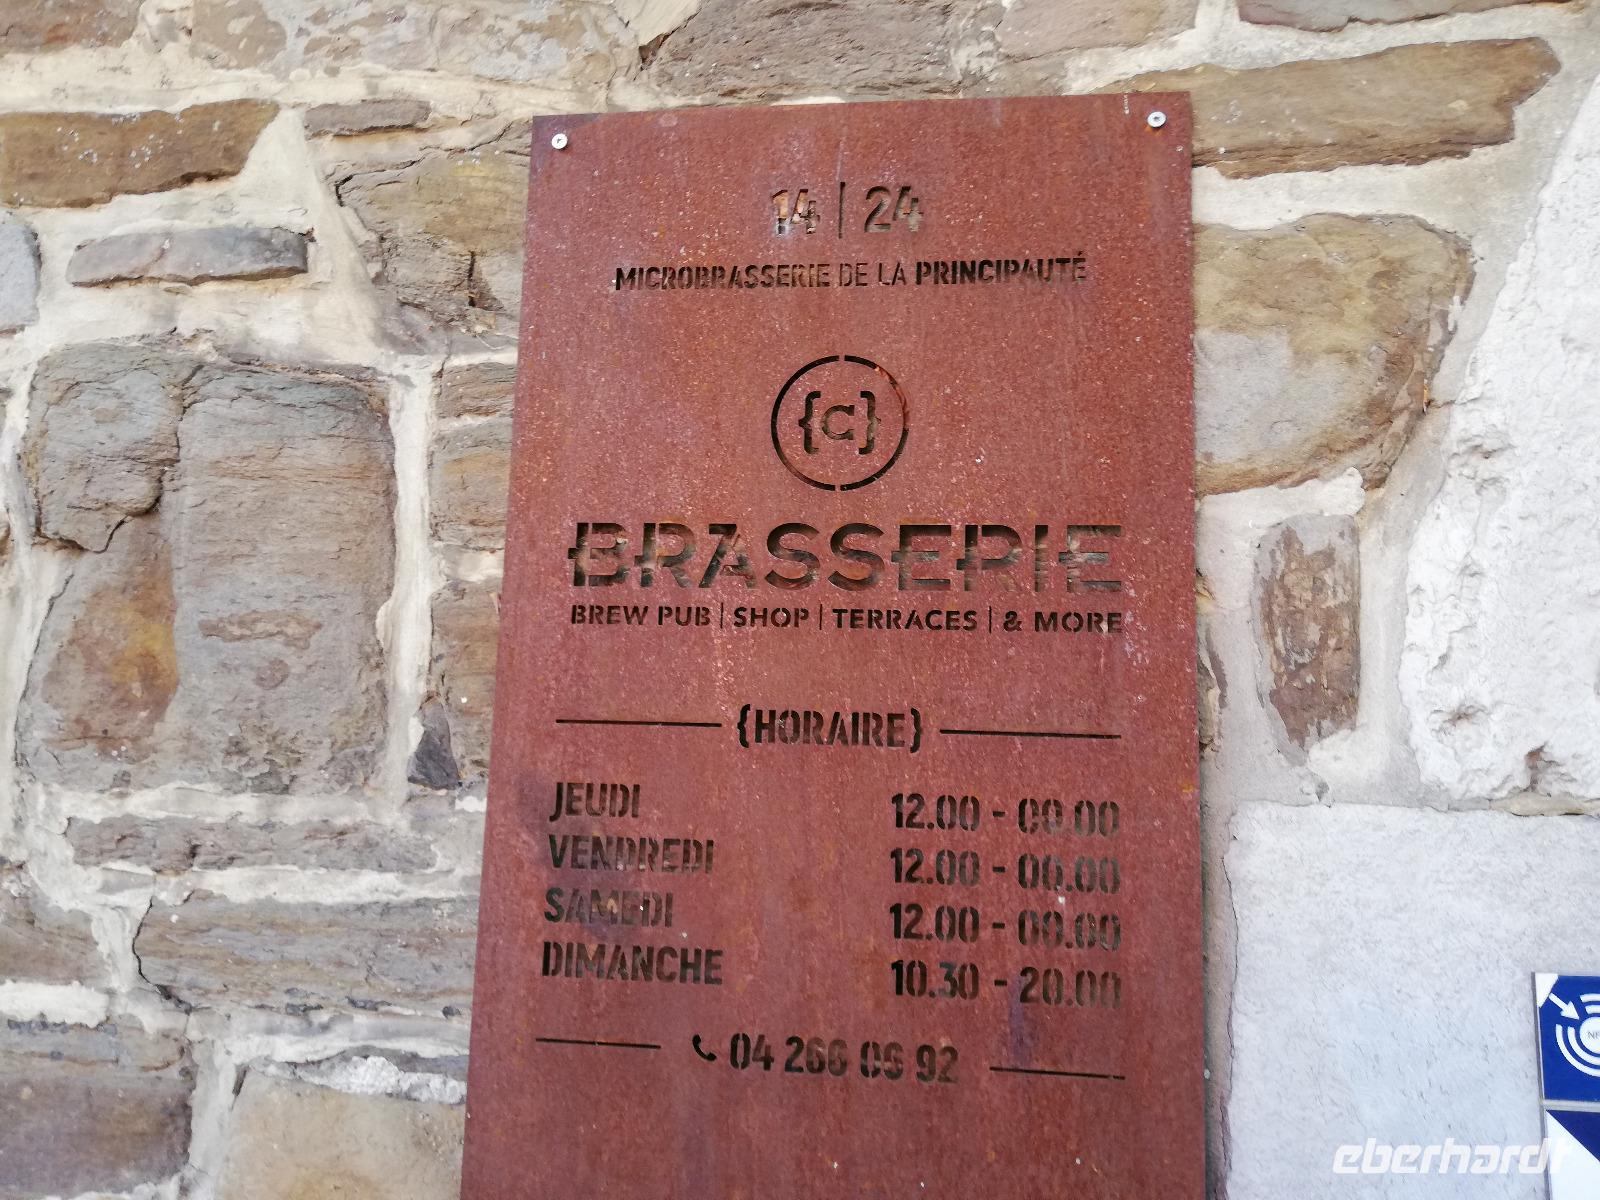 14 | 24
MICROBRASSERIE DE LA PRINCIPAUTÉ
{C}
BRASSERIE
BREW PUB | SHOP | TERRACES | & MORE
{HORAIRE}
JEUDI 12.00 - 00.00
VENDREDI 12.00 - 00.00
SAMEDI 12.00 - 00.00
DIMANCHE 10.30 - 20.00
04 266 06 92
eberhardt